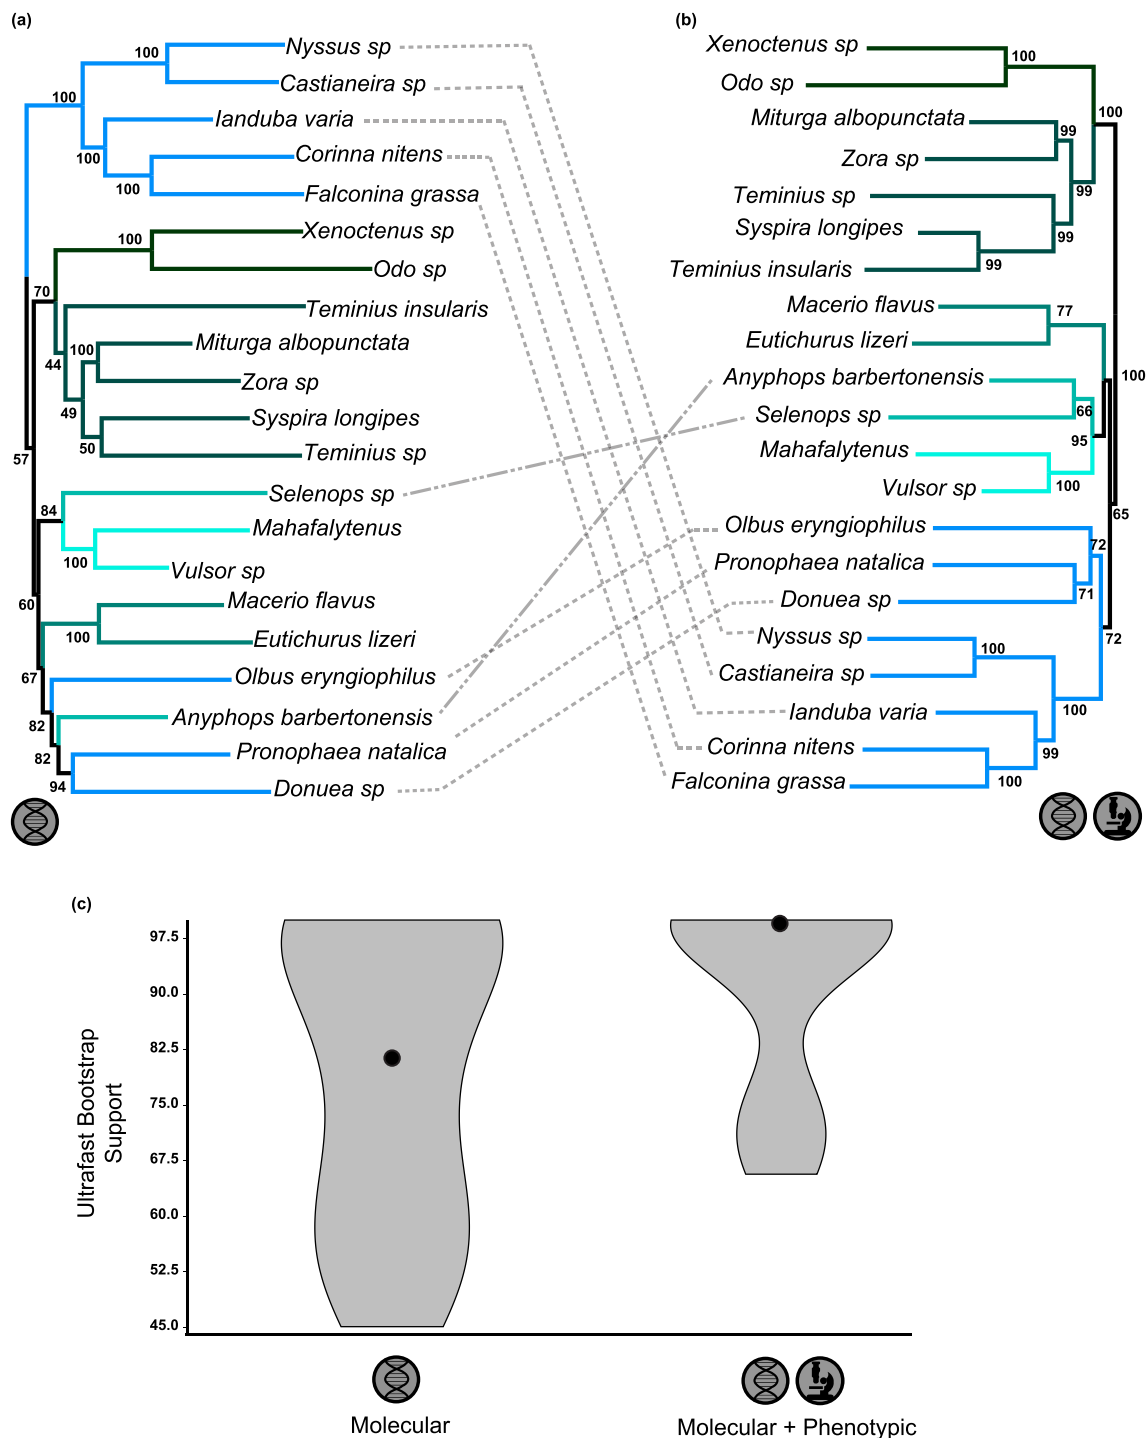 (a)
Nyssus sp
100
Castianeira sp
100
Ianduba varia
100
Corinna nitens
100
Falconina grassa
Xenoctenus sp
100
Odo sp
70
Teminius insularis
100
Miturga albopunctata
44
Zora sp
49
Syspira longipes
50
Teminius sp
57
Selenops sp
84
Mahafalytenus
100
Vulsor sp
60
Macerio flavus
100
Eutichurus lizeri
67
Olbus eryngiophilus
82
Anyphops barbertonensis
82
Pronophaea natalica
94
Donuea sp
(b)
Xenoctenus sp
100
Odo sp
100
Miturga albopunctata
99
Zora sp
99
Teminius sp
Syspira longipes
99
Teminius insularis
99
Macerio flavus
77
Eutichurus lizeri
100
Anyphops barbertonensis
66
Selenops sp
95
Mahafalytenus
100
Vulsor sp
65
Olbus eryngiophilus
72
Pronophaea natalica
71
Donuea sp
72
Nyssus sp
100
Castianeira sp
100
Ianduba varia
Corinna nitens
99
Falconina grassa
100
(c)
97.5
90.0
82.5
75.0
67.5
60.0
52.5
45.0
Ultrafast Bootstrap
Support
Molecular
Molecular + Phenotypic